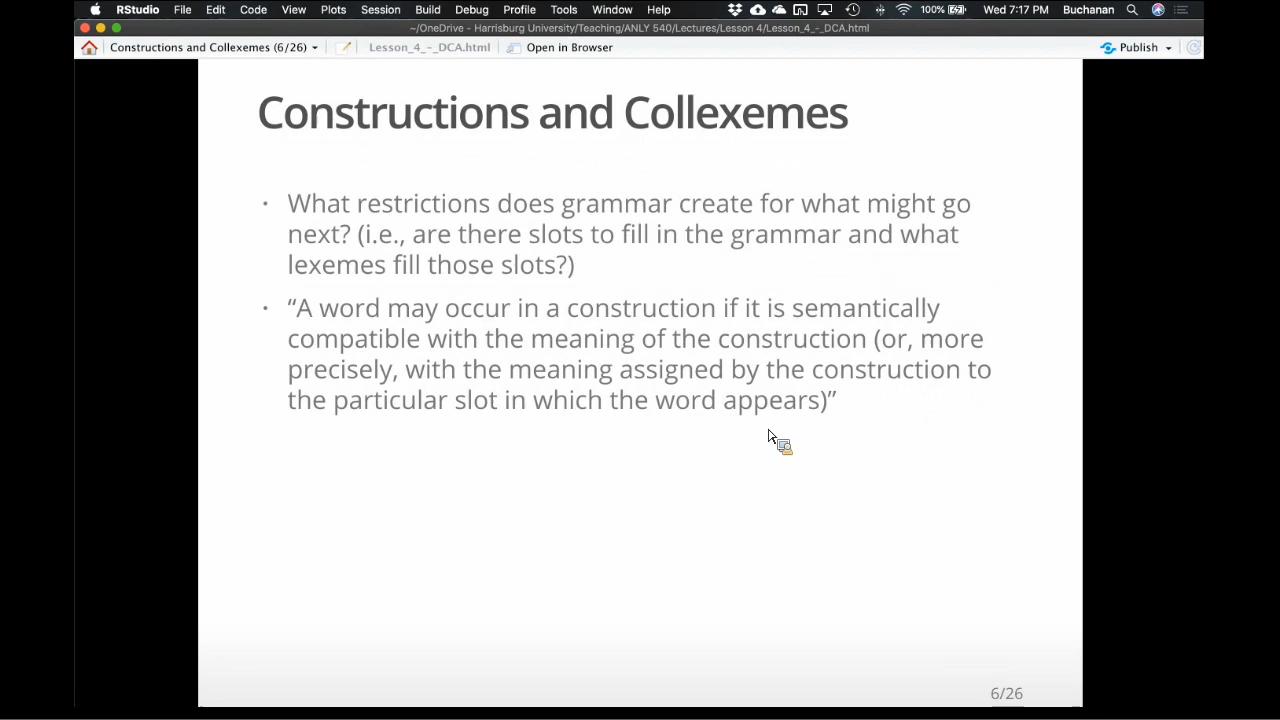 RStudio File Edit Code View Plots Session Build Debug Profile Tools Window Help 100% Wed 7:17 PM Buchanan
~/OneDrive - Harrisburg University/Teaching/ANLY 540/Lectures/Lesson 4/Lesson_4_-_DCA.html
Constructions and Collexemes (6/26) Lesson_4_-_DCA.html Open in Browser Publish
Constructions and Collexemes
• What restrictions does grammar create for what might go
next? (i.e., are there slots to fill in the grammar and what
lexemes fill those slots?)
• “A word may occur in a construction if it is semantically
compatible with the meaning of the construction (or, more
precisely, with the meaning assigned by the construction to
the particular slot in which the word appears)”
6/26